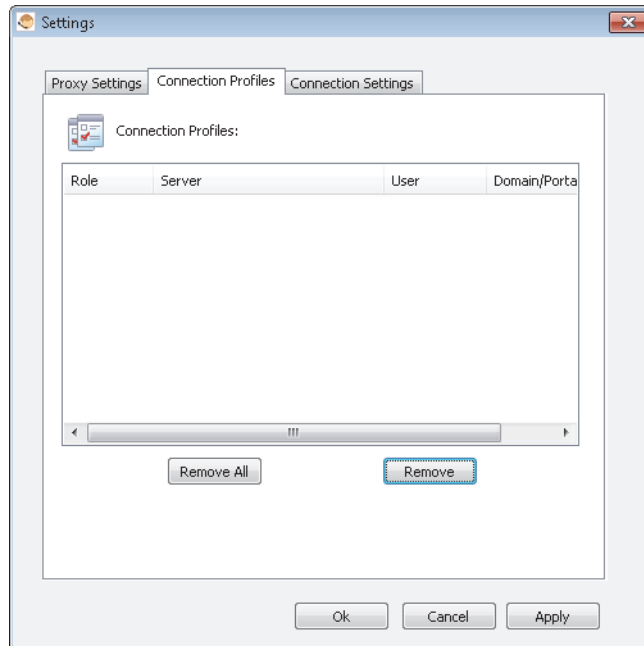 Settings
Proxy Settings Connection Profiles Connection Settings
Connection Profiles:
Role Server User Domain/Porta
Remove All Remove
Ok Cancel Apply